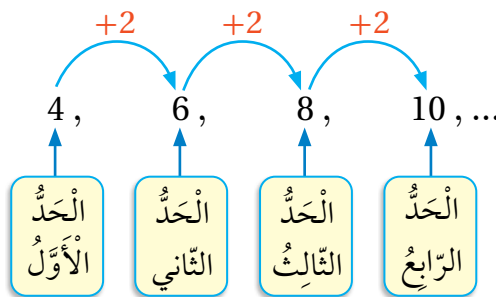 +2 +2 +2
4 , 6 , 8 , 10 , ...
الْحَدُّ الْأَوَّلُ
الْحَدُّ الثّاني
الْحَدُّ الثّالِثُ
الْحَدُّ الرّابِعُ